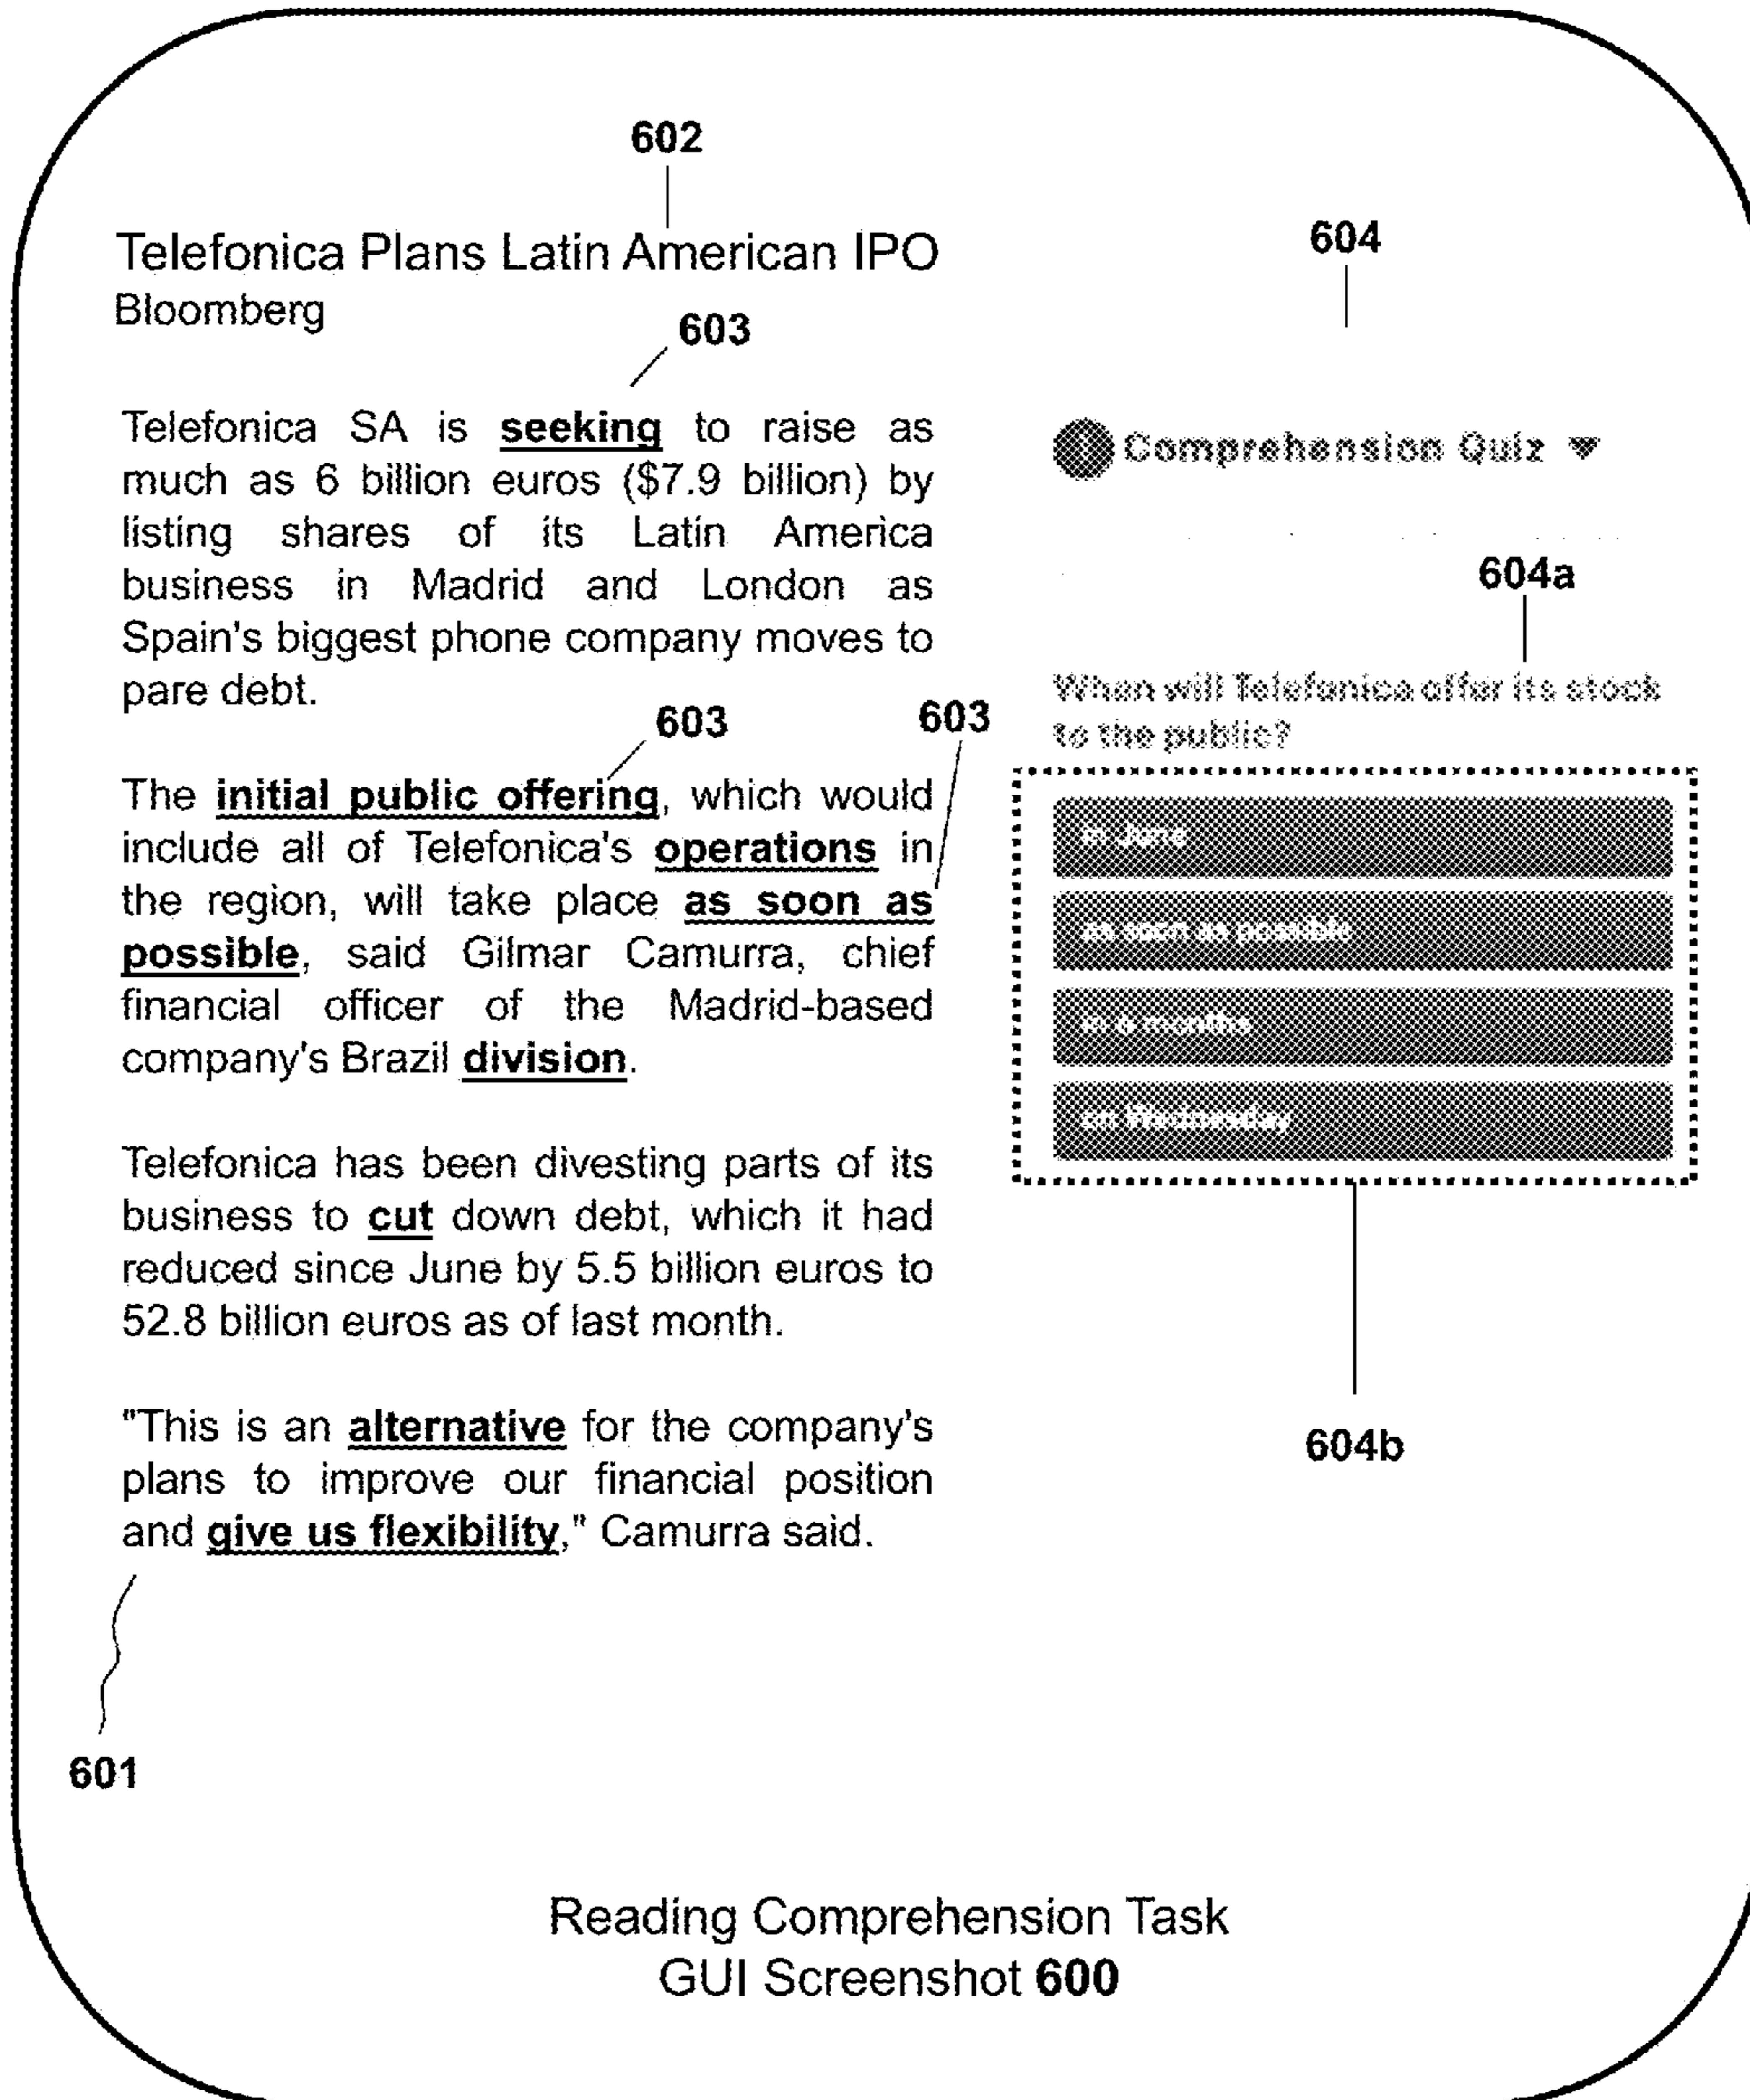 602
Telefonica Plans Latin American IPO
Bloomberg
603
Telefonica SA is seeking to raise as
much as 6 billion euros ($7.9 billion) by
listing shares of its Latin America
business in Madrid and London as
Spain's biggest phone company moves to
pare debt.
603
603
The initial public offering, which would
include all of Telefonica's operations in
the region, will take place as soon as
possible, said Gilmar Camurra, chief
financial officer of the Madrid-based
company's Brazil division.
Telefonica has been divesting parts of its
business to cut down debt, which it had
reduced since June by 5.5 billion euros to
52.8 billion euros as of last month.
"This is an alternative for the company's
plans to improve our financial position
and give us flexibility," Camurra said.
601
604
Comprehension Quiz
604a
When will Telefonica offer its stock
to the public?
in June
as soon as possible
in 6 months
on Wednesday
604b
Reading Comprehension Task
GUI Screenshot 600